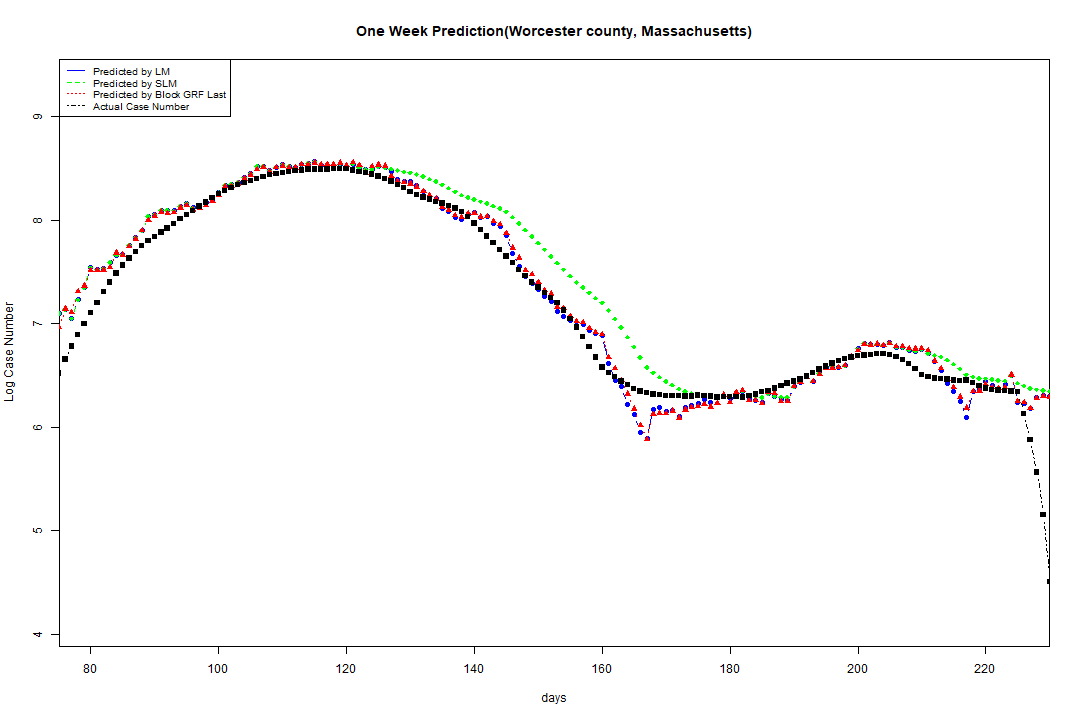 One Week Prediction(Worcester county, Massachusetts)
Predicted by LM
Predicted by SLM
Predicted by Block GRF Last
Actual Case Number
Log Case Number
9
8
7
6
5
4
80 100 120 140 160 180 200 220
days